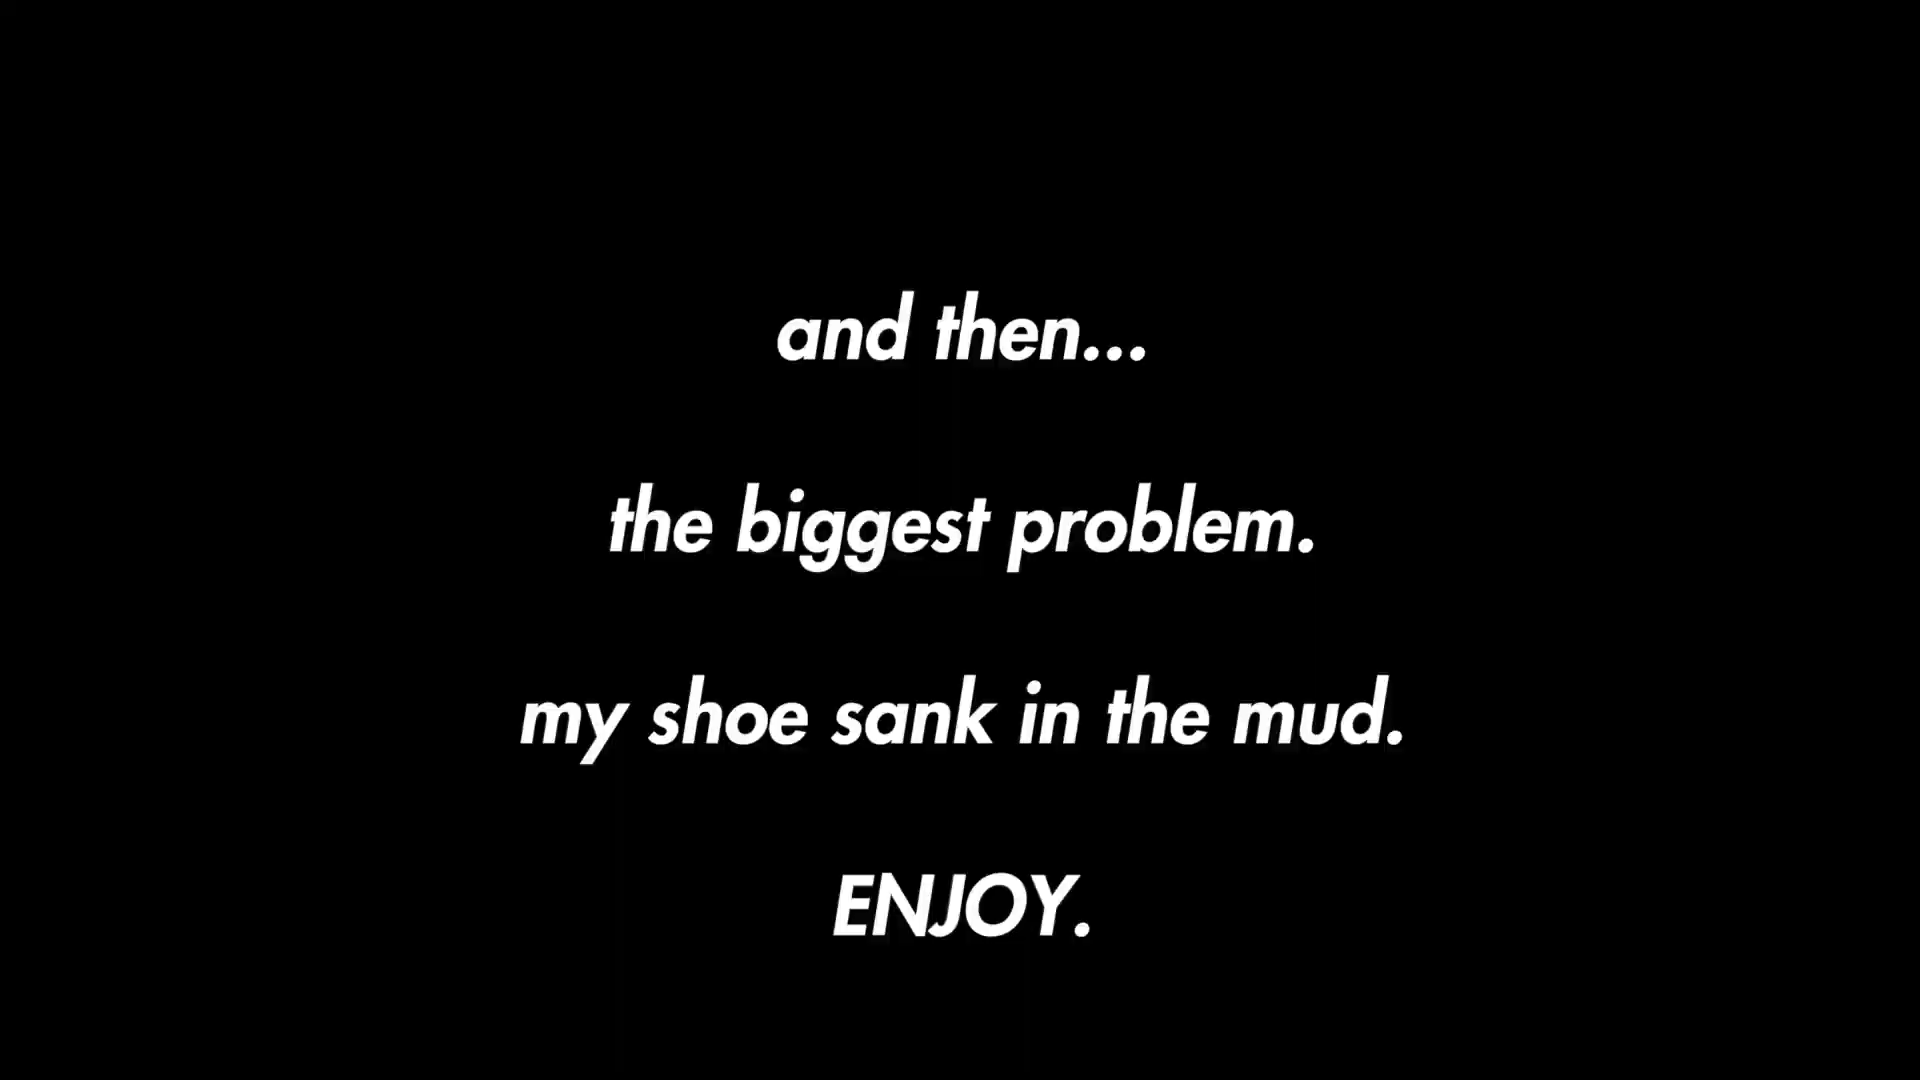 and then...
the biggest problem.
my shoe sank in the mud.
ENJOY.